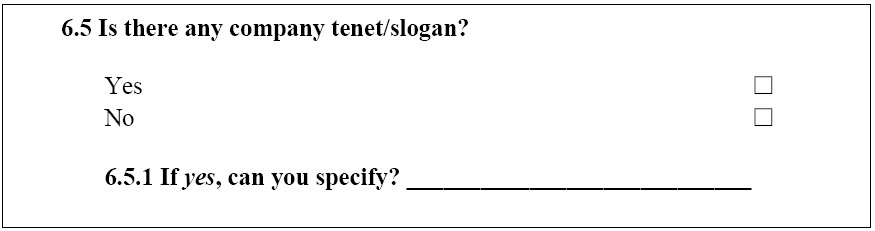 6.5 Is there any company tenet/slogan?
Yes □
No □
6.5.1 If yes, can you specify? ____________________________